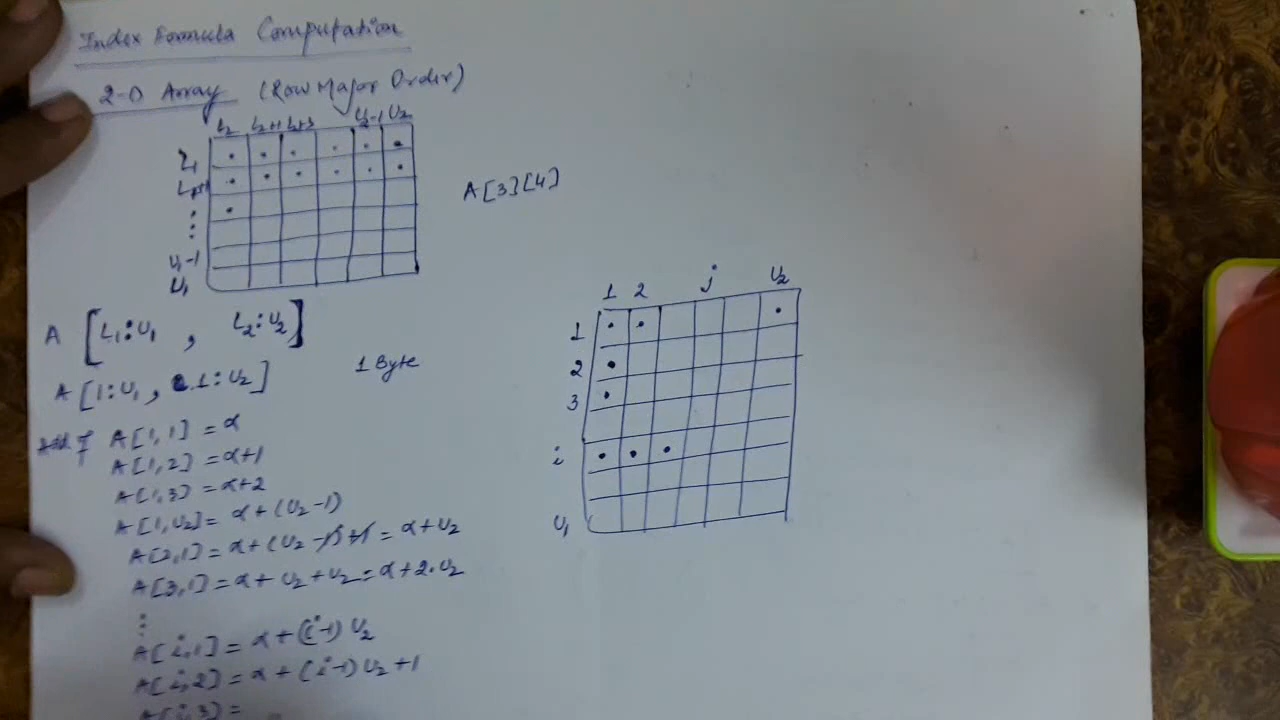 Index Formula Computation
2-D Array (Row Major Order)
L2 L2+1 L2+3 U2-1 U2
L1
⋮
U1-1
U1
A[3][4]
A [L1:U1, L2:U2]
A[1:U1, 1:U2]
1 Byte
1 2 j U2
1
2
3
i
U1
Add. of A[1,1] = α
A[1,2] = α+1
A[1,3] = α+2
A[1,U2] = α+(U2-1)
A[2,1] = α+(U2-1)+1 = α+U2
A[3,1] = α+U2+U2 = α+2.U2
⋮
A[i,1] = α+(i-1) U2
A[i,2] = α+(i-1) U2+1
A[i,3] =